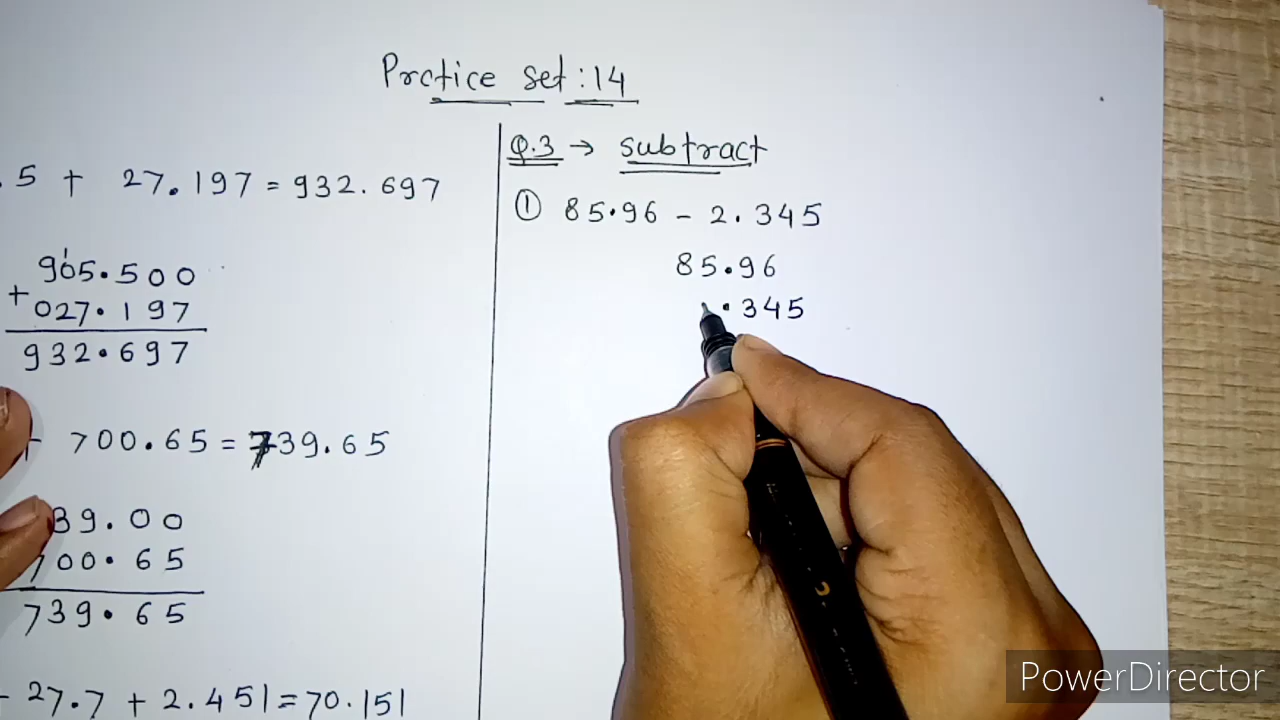 Prctice set : 14
.5 + 27.197 = 932.697
1
905.500
+ 027.197
932.697
700.65 = 739.65
39.00
700.65
739.65
- 27.7 + 2.451 = 70.151
Q.3 → subtract
① 85.96 - 2.345
85.96
.345
PowerDirector